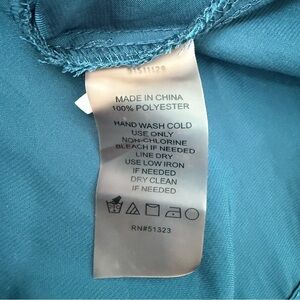 MADE IN CHINA
100% POLYESTER
HAND WASH COLD
USE ONLY
NON-CHLORINE
BLEACH IF NEEDED
LINE DRY
USE LOW IRON
IF NEEDED
DRY CLEAN
IF NEEDED
RN#51323